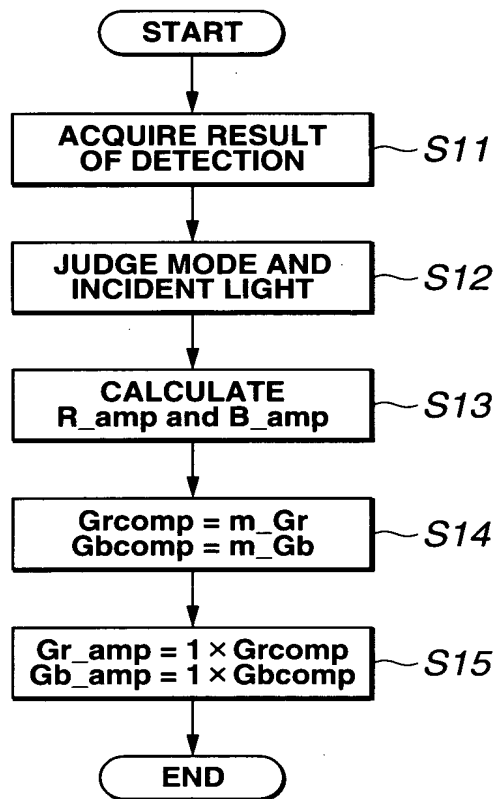 START
ACQUIRE RESULT
OF DETECTION
S11
JUDGE MODE AND
INCIDENT LIGHT
S12
CALCULATE
R_amp and B_amp
S13
Grcomp = m_Gr
Gbcomp = m_Gb
S14
Gr_amp = 1 × Grcomp
Gb_amp = 1 × Gbcomp
S15
END